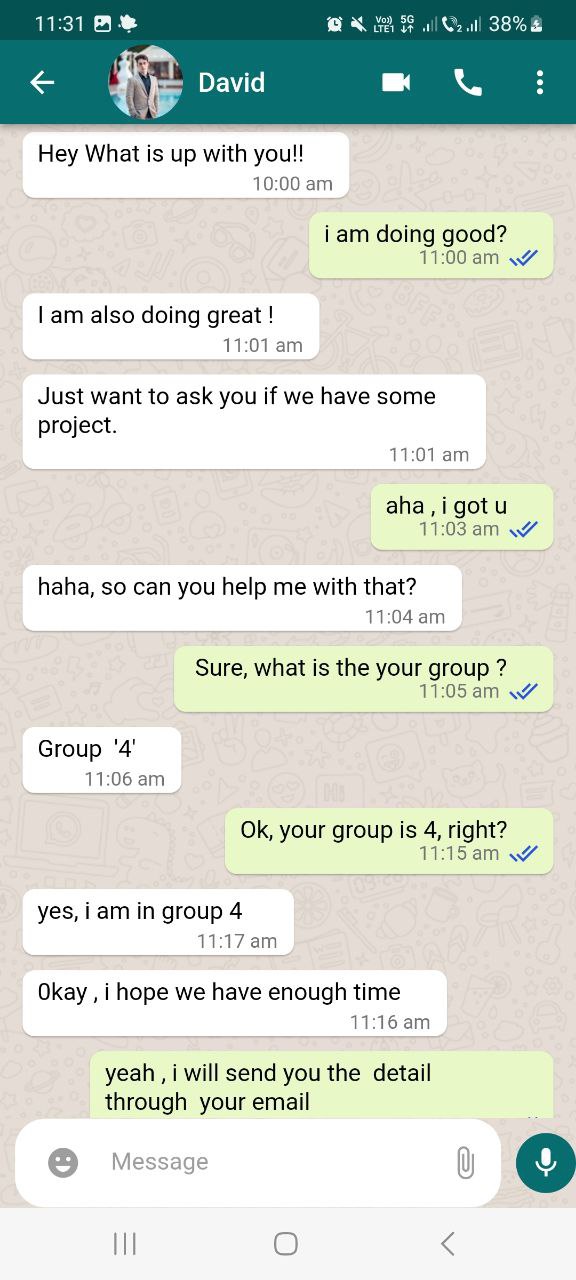 11:31 Vo)) LTE1 5G 2 38%
David
Hey What is up with you!!
10:00 am
i am doing good?
11:00 am
I am also doing great !
11:01 am
Just want to ask you if we have some
project.
11:01 am
aha , i got u
11:03 am
haha, so can you help me with that?
11:04 am
Sure, what is the your group ?
11:05 am
Group  '4'
11:06 am
Ok, your group is 4, right?
11:15 am
yes, i am in group 4
11:17 am
0kay , i hope we have enough time
11:16 am
yeah , i will send you the  detail
through  your email
Message